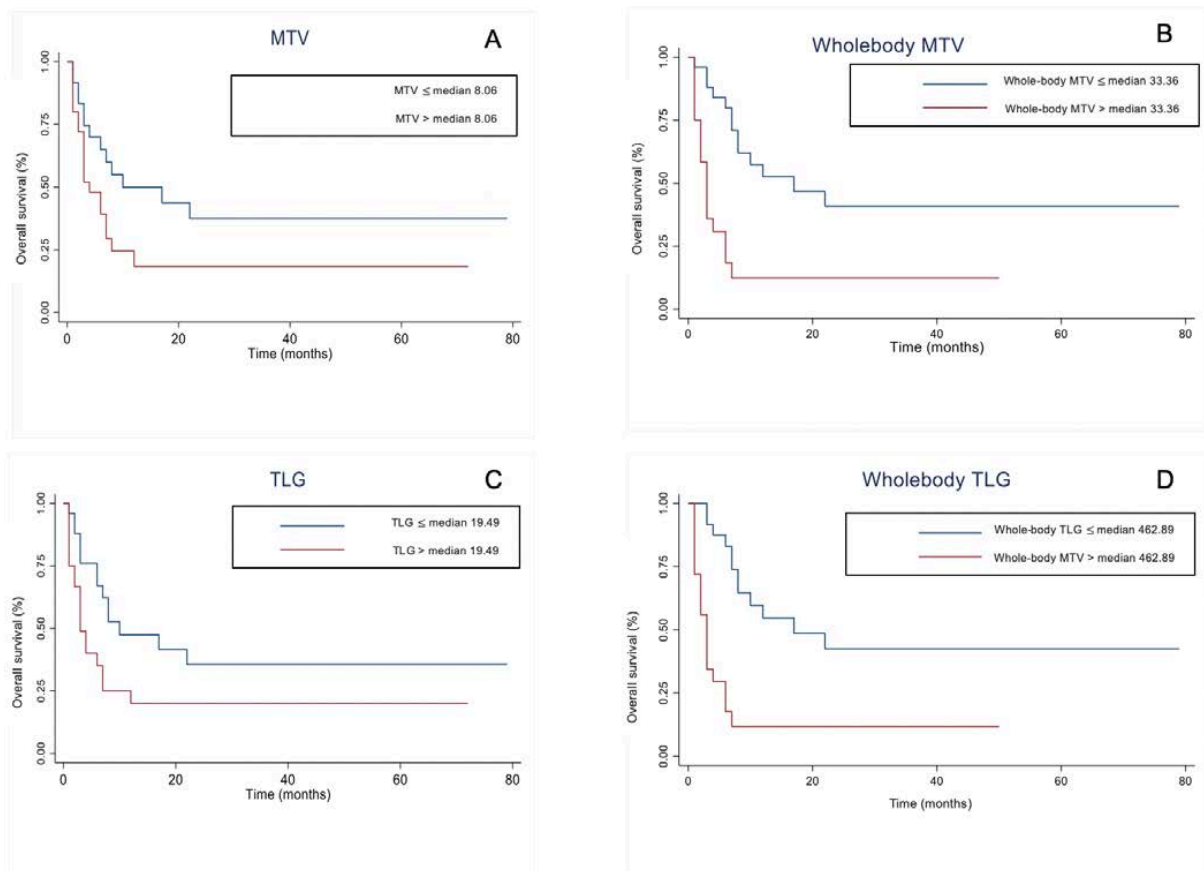 MTV
A
MTV ≤ median 8.06
MTV > median 8.06
Overall survival (%)
1.00
0.75
0.50
0.25
0.00
0 20 40 60 80
Time (months)
Wholebody MTV
B
Whole-body MTV ≤ median 33.36
Whole-body MTV > median 33.36
Overall survival (%)
1.00
0.75
0.50
0.25
0.00
0 20 40 60 80
Time (months)
TLG
C
TLG ≤ median 19.49
TLG > median 19.49
Overall survival (%)
1.00
0.75
0.50
0.25
0.00
0 20 40 60 80
Time (months)
Wholebody TLG
D
Whole-body TLG ≤ median 462.89
Whole-body MTV > median 462.89
Overall survival (%)
1.00
0.75
0.50
0.25
0.00
0 20 40 60 80
Time (months)